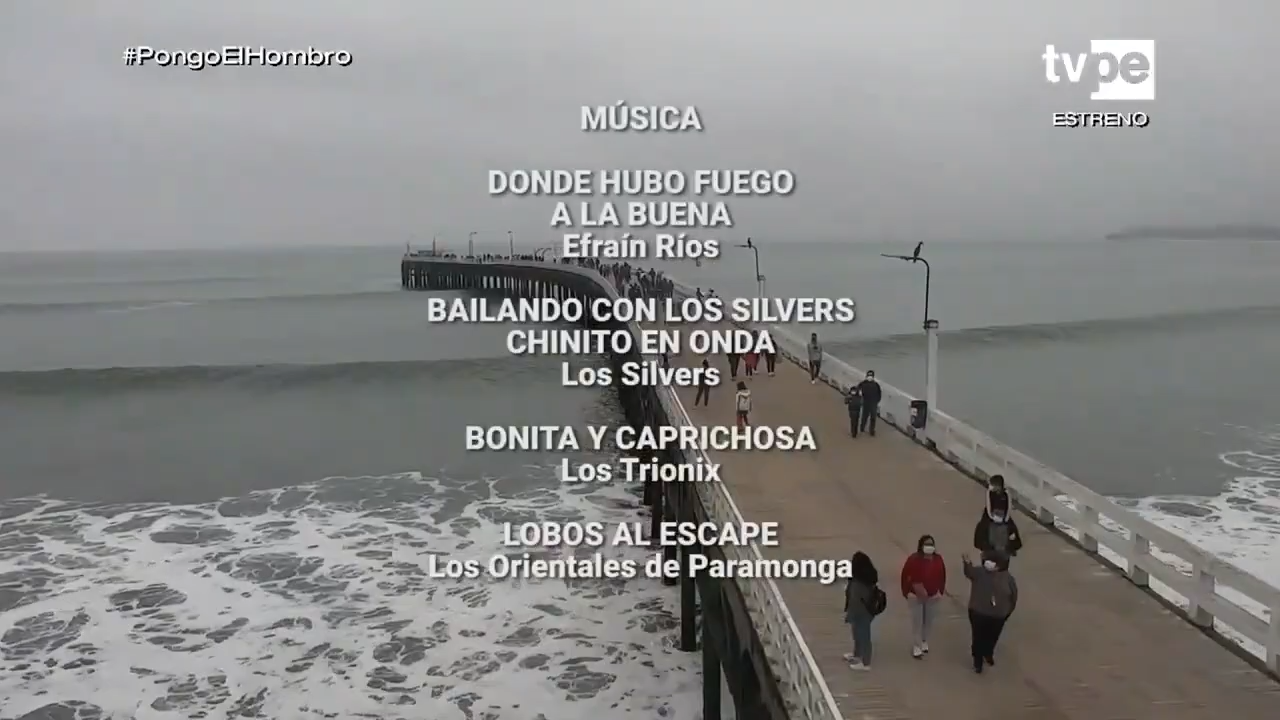 #PongoElHombro
tvpe
ESTRENO
MÚSICA
DONDE HUBO FUEGO
A LA BUENA
Efraín Ríos
BAILANDO CON LOS SILVERS
CHINITO EN ONDA
Los Silvers
BONITA Y CAPRICHOSA
Los Trionix
LOBOS AL ESCAPE
Los Orientales de Paramonga